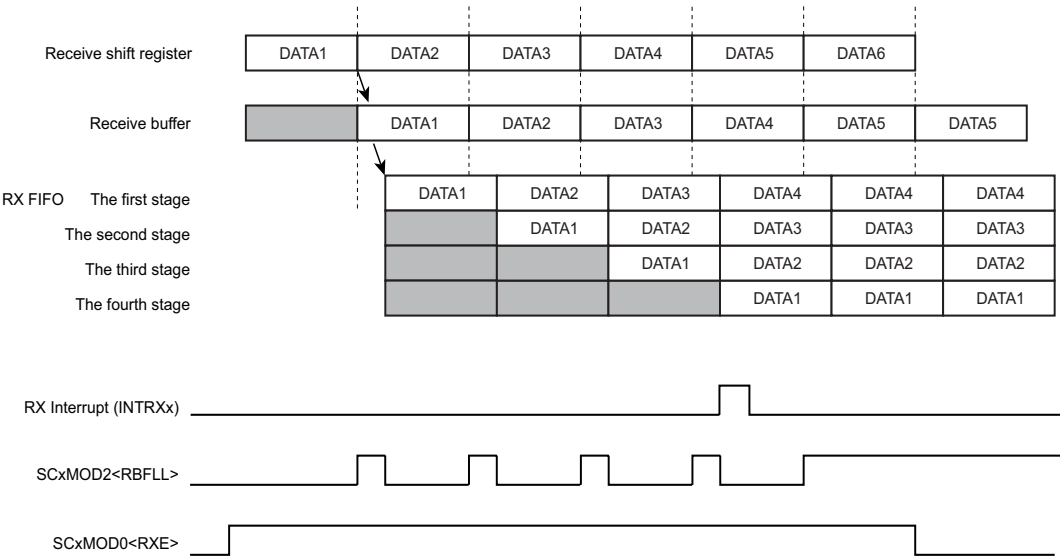 Receive shift register DATA1 DATA2 DATA3 DATA4 DATA5 DATA6
Receive buffer DATA1 DATA2 DATA3 DATA4 DATA5 DATA5
RX FIFO The first stage DATA1 DATA2 DATA3 DATA4 DATA4 DATA4
The second stage DATA1 DATA2 DATA3 DATA3 DATA3
The third stage DATA1 DATA2 DATA2 DATA2
The fourth stage DATA1 DATA1 DATA1
RX Interrupt (INTRXx)
SCxMOD2<RBFLL>
SCxMOD0<RXE>